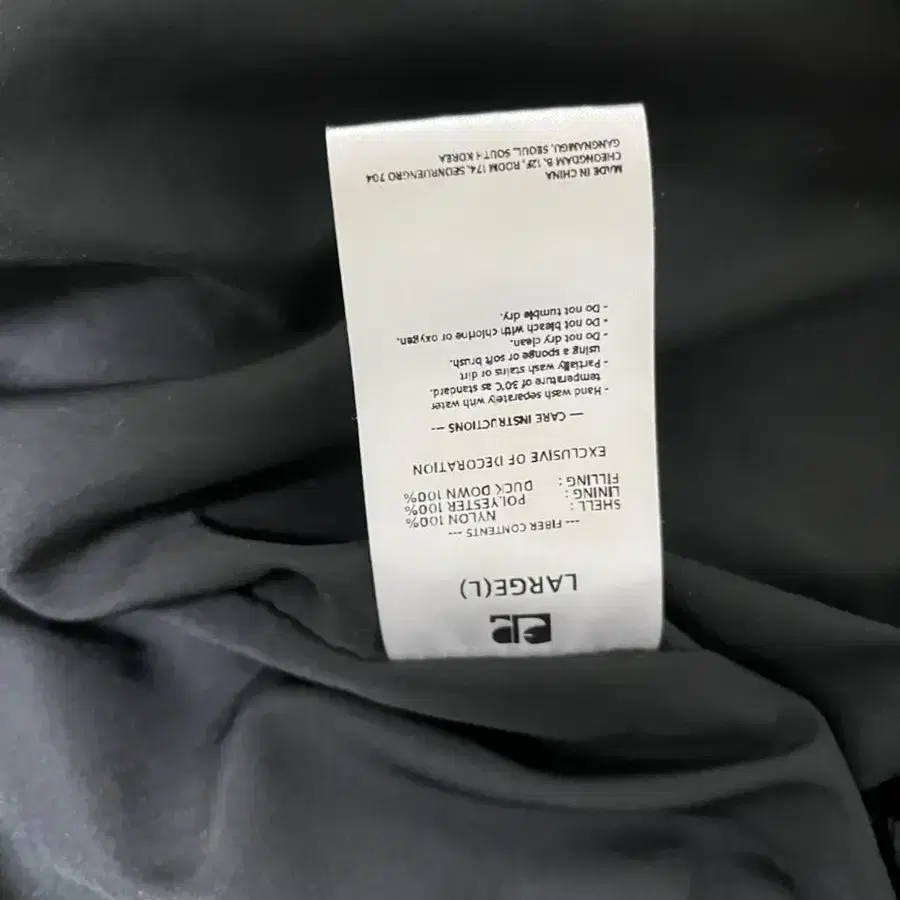 LARGE(L)
--- FIBER CONTENTS ---
SHELL : NYLON 100%
LINING : POLYESTER 100%
FILLING : DUCK DOWN 100%
EXCLUSIVE OF DECORATION
--- CARE INSTRUCTIONS ---
- Hand wash separately with water
temperature of 30°C as standard.
- Partially wash stains or dirt
using a sponge or soft brush.
- Do not dry clean.
- Do not bleach with chlorine or oxygen.
- Do not tumble dry.
MADE IN CHINA
CHEONGDAM B, 12F, ROOM 174, SEONRUENGRO 704
GANGNAMGU, SEOUL, SOUTH KOREA